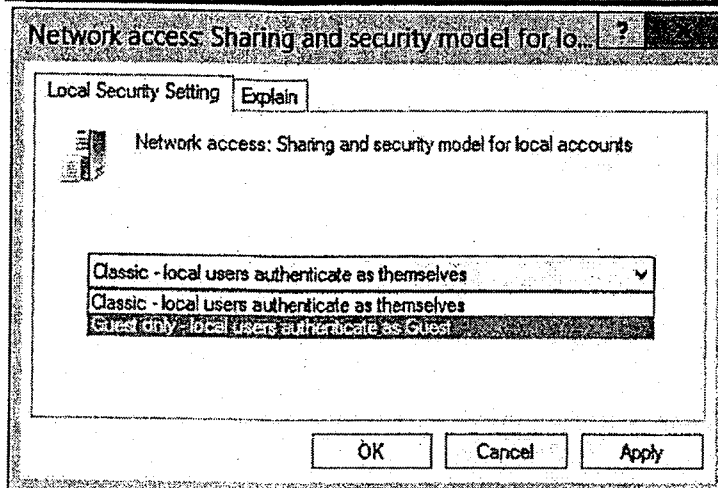 Network access: Sharing and security model for lo... ?
Local Security Setting Explain
Network access: Sharing and security model for local accounts
Classic - local users authenticate as themselves
Classic - local users authenticate as themselves
Guest only - local users authenticate as Guest
OK Cancel Apply